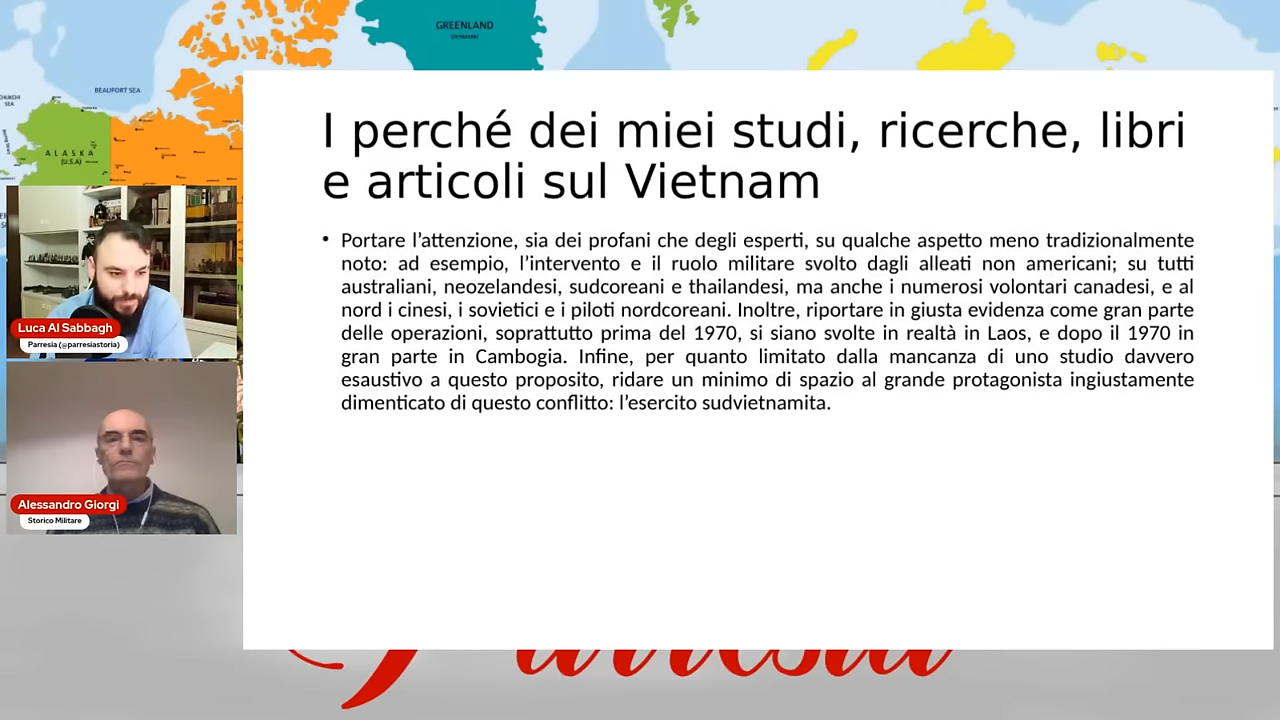 GREENLAND
(DENMARK)
BEAUFORT SEA
CHUKCHI
SEA
ALASKA
(U.S.A)
I perché dei miei studi, ricerche, libri
e articoli sul Vietnam
• Portare l’attenzione, sia dei profani che degli esperti, su qualche aspetto meno tradizionalmente
noto: ad esempio, l’intervento e il ruolo militare svolto dagli alleati non americani; su tutti
australiani, neozelandesi, sudcoreani e thailandesi, ma anche i numerosi volontari canadesi, e al
nord i cinesi, i sovietici e i piloti nordcoreani. Inoltre, riportare in giusta evidenza come gran parte
delle operazioni, soprattutto prima del 1970, si siano svolte in realtà in Laos, e dopo il 1970 in
gran parte in Cambogia. Infine, per quanto limitato dalla mancanza di uno studio davvero
esaustivo a questo proposito, ridare un minimo di spazio al grande protagonista ingiustamente
dimenticato di questo conflitto: l’esercito sudvietnamita.
Luca Al Sabbagh
Parresia (@parresiastoria)
Alessandro Giorgi
Storico Militare
Parresia